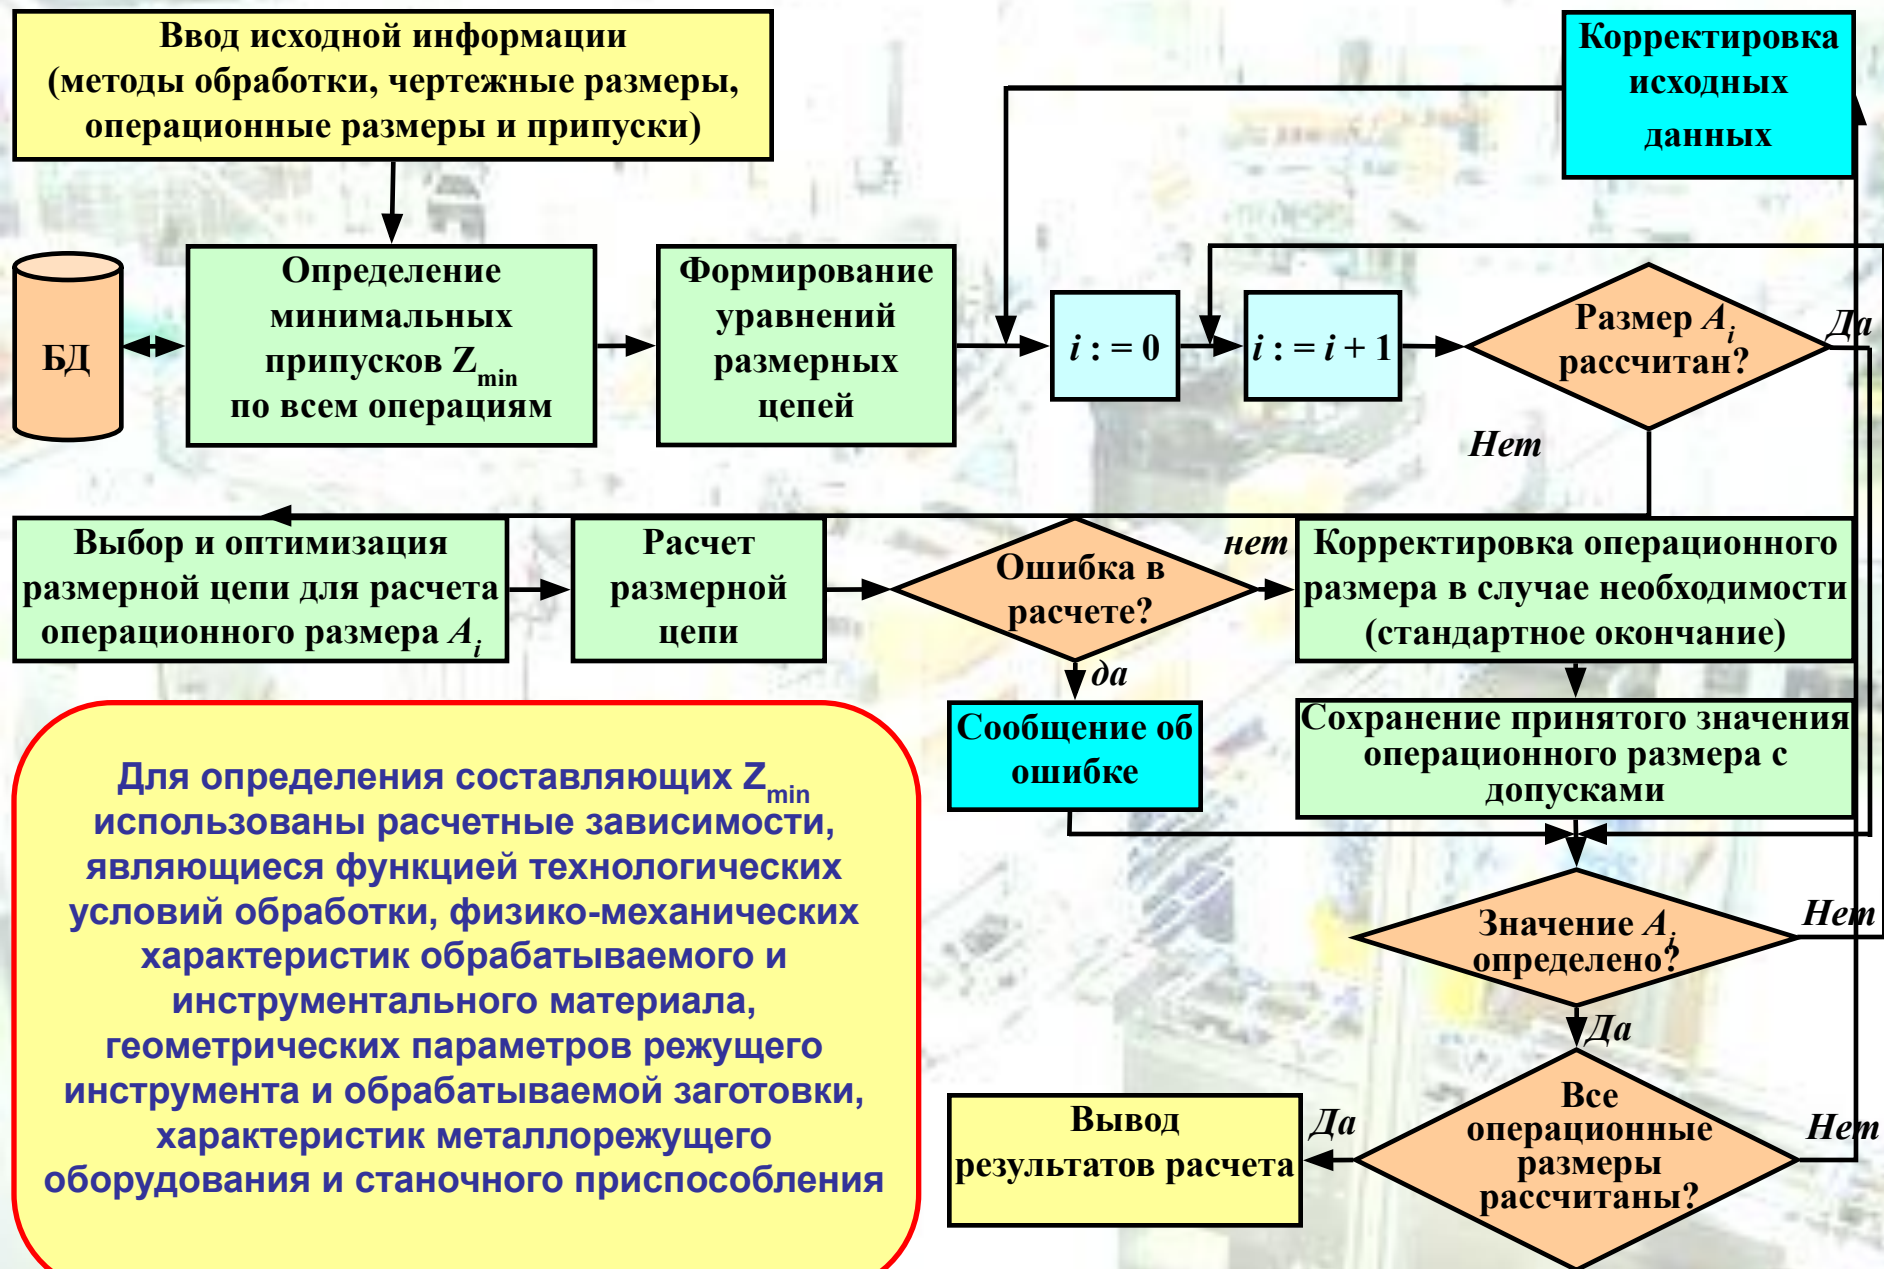 Ввод исходной информации
(методы обработки, чертежные размеры,
операционные размеры и припуски)
Корректировка
исходных
данных
БД
Определение
минимальных
припусков Z min
по всем операциям
Формирование
уравнений
размерных
цепей
i : = 0
i : = i + 1
Размер A i
рассчитан?
Да
Нет
Выбор и оптимизация
размерной цепи для расчета
операционного размера A i
Расчет
размерной
цепи
Ошибка в
расчете?
нет
да
Корректировка операционного
размера в случае необходимости
(стандартное окончание)
Сообщение об
ошибке
Сохранение принятого значения
операционного размера с
допусками
Значение A i
определено?
Нет
Да
Все
операционные
размеры
рассчитаны?
Да
Нет
Вывод
результатов расчета
Для определения составляющих Z min
использованы расчетные зависимости,
являющиеся функцией технологических
условий обработки, физико-механических
характеристик обрабатываемого и
инструментального материала,
геометрических параметров режущего
инструмента и обрабатываемой заготовки,
характеристик металлорежущего
оборудования и станочного приспособления